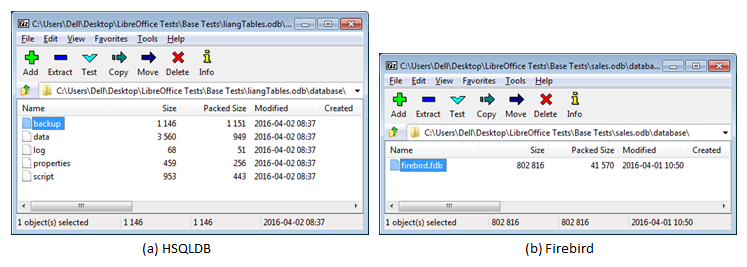 C:\Users\Dell\Desktop\LibreOffice Tests\Base Tests\liangTables.odb\...
File Edit View Favorites Tools Help
Add Extract Test Copy Move Delete Info
C:\Users\Dell\Desktop\LibreOffice Tests\Base Tests\liangTables.odb\database\
Name Size Packed Size Modified Created
backup 1 146 1 151 2016-04-02 08:37
data 3 560 949 2016-04-02 08:37
log 68 51 2016-04-02 08:37
properties 459 256 2016-04-02 08:37
script 953 443 2016-04-02 08:37
1 object(s) selected 1 146 1 146 2016-04-02 08:37
(a) HSQLDB
C:\Users\Dell\Desktop\LibreOffice Tests\Base Tests\sales.odb\databa...
File Edit View Favorites Tools Help
Add Extract Test Copy Move Delete Info
C:\Users\Dell\Desktop\LibreOffice Tests\Base Tests\sales.odb\database\
Name Size Packed Size Modified Created
firebird.fdb 802 816 41 570 2016-04-01 10:50
1 object(s) selected 802 816 802 816 2016-04-01 10:50
(b) Firebird